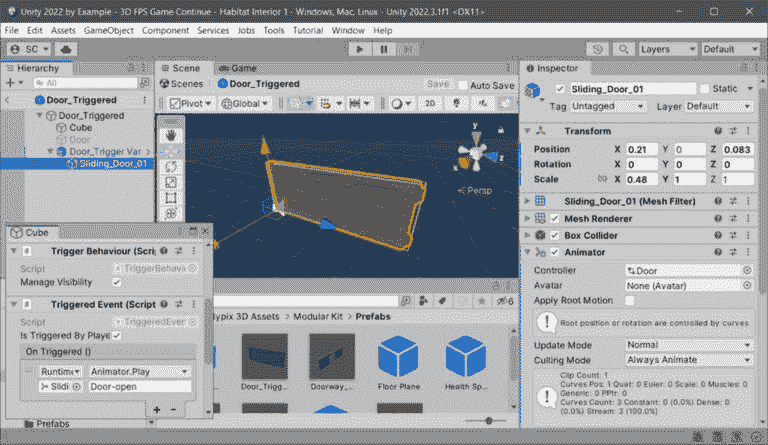 Unity 2022 by Example - 3D FPS Game Continue - Habitat Interior 1 - Windows, Mac, Linux - Unity 2022.3.1f1 <DX11>
File Edit Assets GameObject Component Services Jobs Tools Tutorial Window Help
SC Layers Default
Hierarchy
All
Door_Triggered
Door_Triggered
Cube
Door
Door_Trigger Var
Sliding_Door_01
Scene Game
Scenes Door_Triggered Save Auto Save
Pivot Global 2D
y
x
z
< Persp
Cube
Trigger Behaviour (Scrip
Script TriggerBehavio
Manage Visibility
Triggered Event (Script)
Script TriggeredEver
Is Triggered By Playe
On Triggered ()
Runtime Animator.Play
Slidi Door-open
+ -
Prefabs
lypix 3D Assets > Modular Kit > Prefabs
6
Door_Trigg... Doorway_... Floor Plane Health Sp...
Inspector
Sliding_Door_01 Static
Tag Untagged Layer Default
Transform
Position X 0.21 Y 0 Z 0.083
Rotation X 0 Y 0 Z 0
Scale X 0.48 Y 1 Z 1
Sliding_Door_01 (Mesh Filter)
Mesh Renderer
Box Collider
Animator
Controller Door
Avatar None (Avatar)
Apply Root Motion
Root position or rotation are controlled by curves
Update Mode Normal
Culling Mode Always Animate
Clip Count: 1
Curves Pos: 1 Quat: 0 Euler: 0 Scale: 0 Muscles: 0
Generic: 0 PPtr: 0
Curves Count: 3 Constant: 0 (0.0%) Dense: 0
(0.0%) Stream: 3 (100.0%)